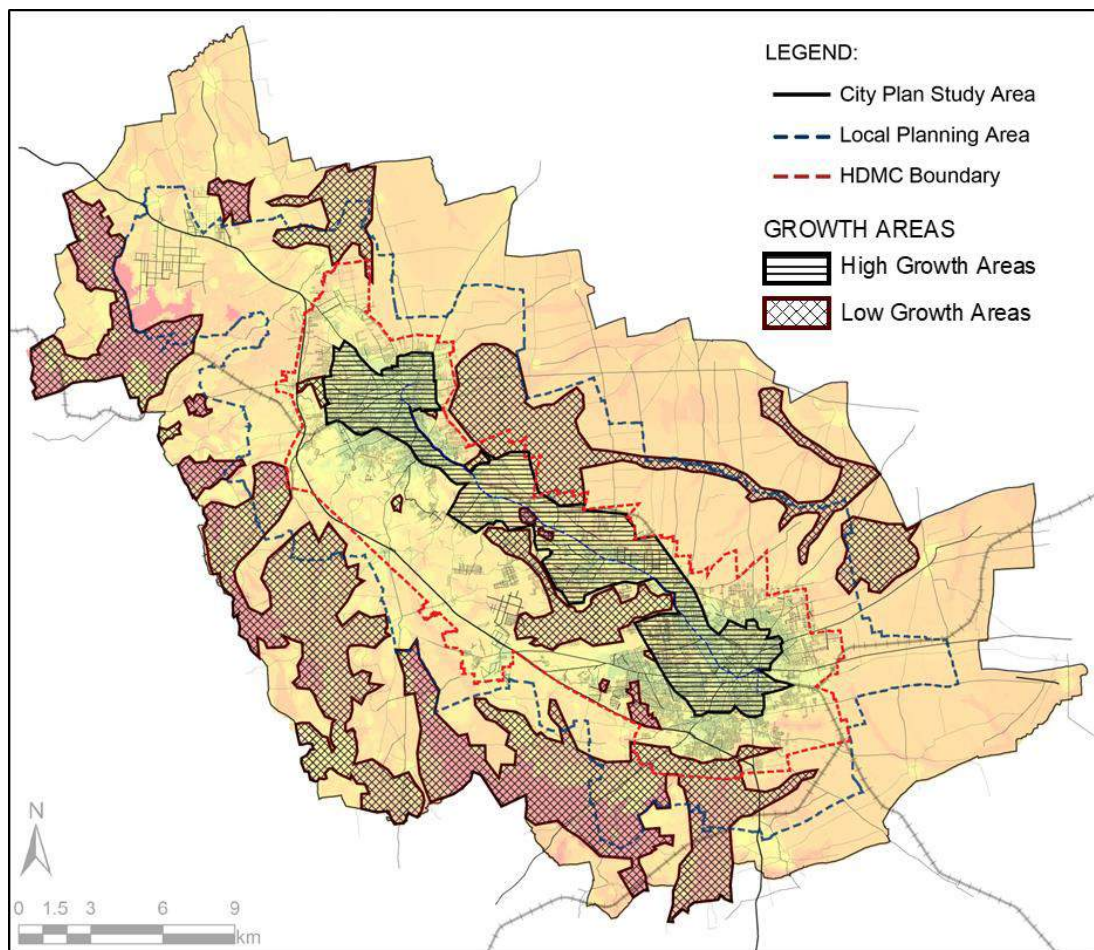 LEGEND:
City Plan Study Area
Local Planning Area
HDMC Boundary
GROWTH AREAS
High Growth Areas
Low Growth Areas
N
0 1.5 3 6 9
km